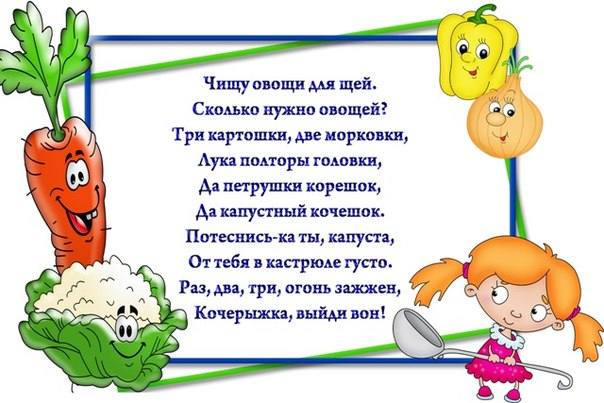 Чищу овощи для щей.
Сколько нужно овощей?
Три картошки, две морковки,
Лука полторы головки,
Да петрушки корешок,
Да капустный кочешок.
Потеснись-ка ты, капуста,
От тебя в кастрюле густо.
Раз, два, три, огонь зажжен,
Кочерыжка, выйди вон!